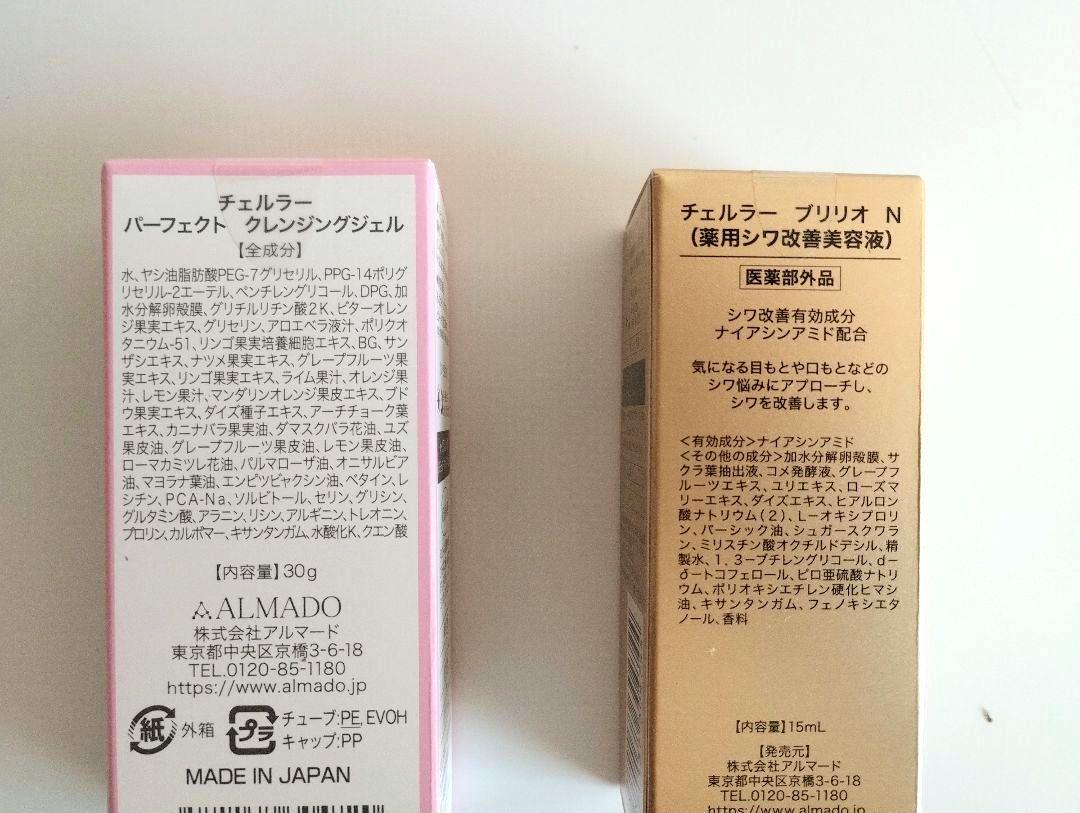 チェルラー
パーフェクト クレンジングジェル
【全成分】
水、ヤシ油脂肪酸PEG-7グリセリル、PPG-14ポリグ
リセリル-2エーテル、ペンチレングリコール、DPG、加
水分解卵殻膜、グリチルリチン酸2K、ビターオレン
ジ果実エキス、グリセリン、アロエベラ液汁、ポリクオ
タニウム-51、リンゴ果実培養細胞エキス、BG、サン
ザシエキス、ナツメ果実エキス、グレープフルーツ果
実エキス、リンゴ果実エキス、ライム果汁、オレンジ果
汁、レモン果汁、マンダリンオレンジ果皮エキス、ブド
ウ果実エキス、ダイズ種子エキス、アーチチョーク葉
エキス、カニナバラ果実油、ダマスクバラ花油、ユズ
果皮油、グレープフルーツ果皮油、レモン果皮油、
ローマカミツレ花油、パルマローザ油、オニサルビア
油、マヨラナ葉油、エンピツビャクシン油、ベタイン、レ
シチン、PCA-Na、ソルビトール、セリン、グリシン、
グルタミン酸、アラニン、リシン、アルギニン、トレオニン、
プロリン、カルボマー、キサンタンガム、水酸化K、クエン酸
【内容量】30g
ALMADO
株式会社アルマード
東京都中央区京橋3-6-18
TEL.0120-85-1180
https://www.almado.jp
紙 外箱 プラ チューブ:PE, EVOH
キャップ:PP
MADE IN JAPAN
チェルラー ブリリオ N
（薬用シワ改善美容液）
医薬部外品
シワ改善有効成分
ナイアシンアミド配合
気になる目もとや口もとなどの
シワ悩みにアプローチし、
シワを改善します。
＜有効成分＞ナイアシンアミド
＜その他の成分＞加水分解卵殻膜、サ
クラ葉抽出液、コメ発酵液、グレープ
フルーツエキス、ユリエキス、ローズマ
リーエキス、ダイズエキス、ヒアルロン
酸ナトリウム(2)、L-オキシプロリ
ン、パーシック油、シュガースクワラ
ン、ミリスチン酸オクチルドデシル、精
製水、1,3-ブチレングリコール、d-
δ-トコフェロール、ピロ亜硫酸ナトリ
ウム、ポリオキシエチレン硬化ヒマシ
油、キサンタンガム、フェノキシエタ
ノール、香料
【内容量】15mL
【発売元】
株式会社アルマード
東京都中央区京橋3-6-18
TEL.0120-85-1180
https://www.almado.jp